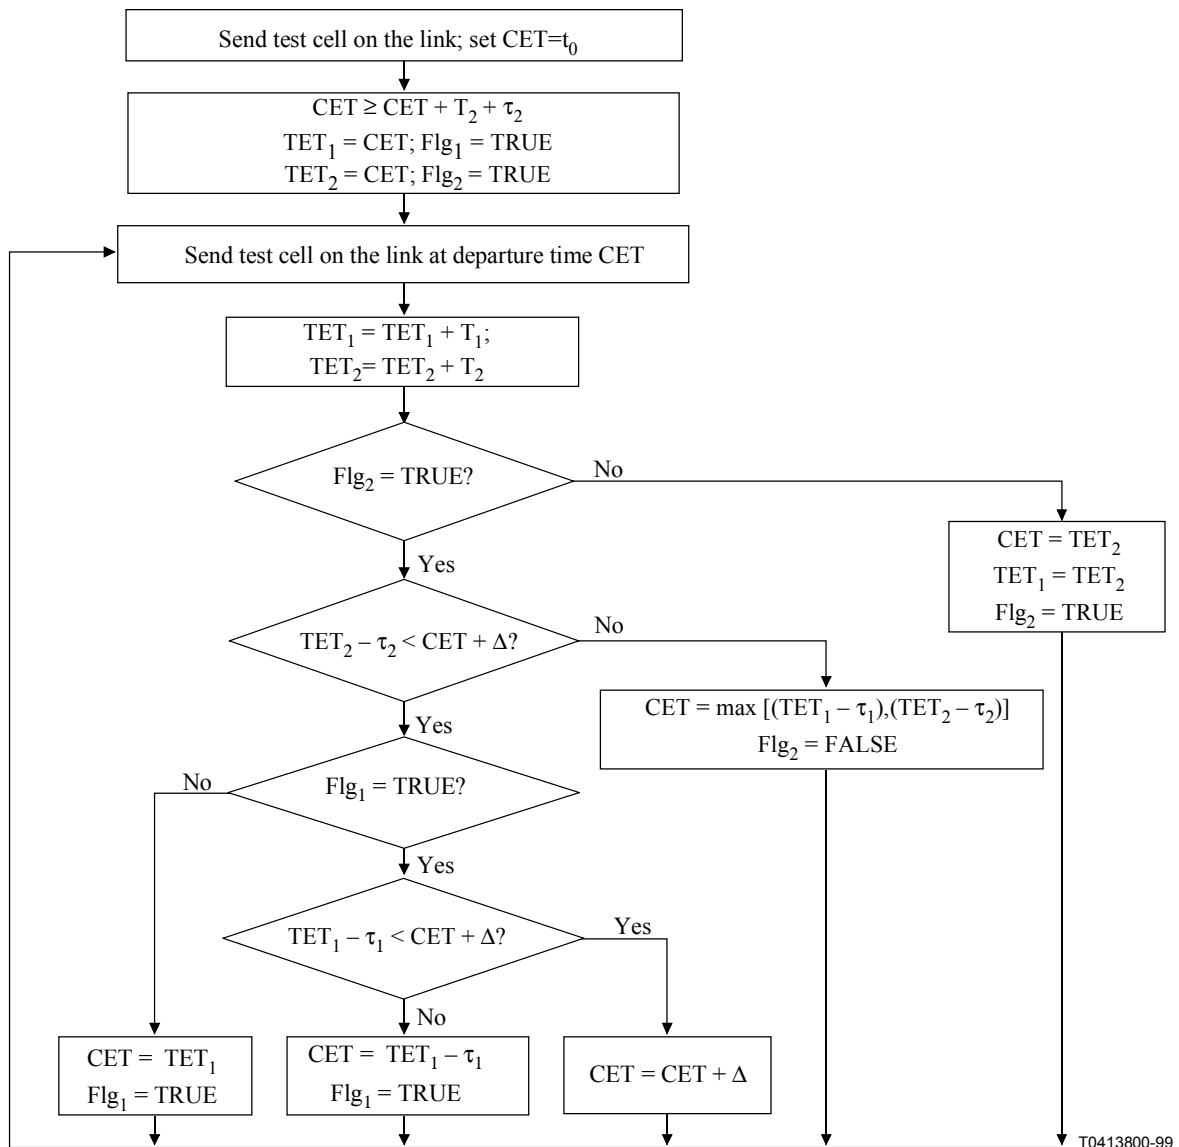 Send test cell on the link; set CET=t₀
CET ≥ CET + T₂ + τ₂
TET₁ = CET; Flg₁ = TRUE
TET₂ = CET; Flg₂ = TRUE
Send test cell on the link at departure time CET
TET₁ = TET₁ + T₁;
TET₂= TET₂ + T₂
Flg₂ = TRUE?
No
Yes
CET = TET₂
TET₁ = TET₂
Flg₂ = TRUE
TET₂ – τ₂ < CET + Δ?
No
Yes
CET = max [(TET₁ – τ₁),(TET₂ – τ₂)]
Flg₂ = FALSE
Flg₁ = TRUE?
No
Yes
TET₁ – τ₁ < CET + Δ?
Yes
No
CET = TET₁
Flg₁ = TRUE
CET = TET₁ – τ₁
Flg₁ = TRUE
CET = CET + Δ
T0413800-99